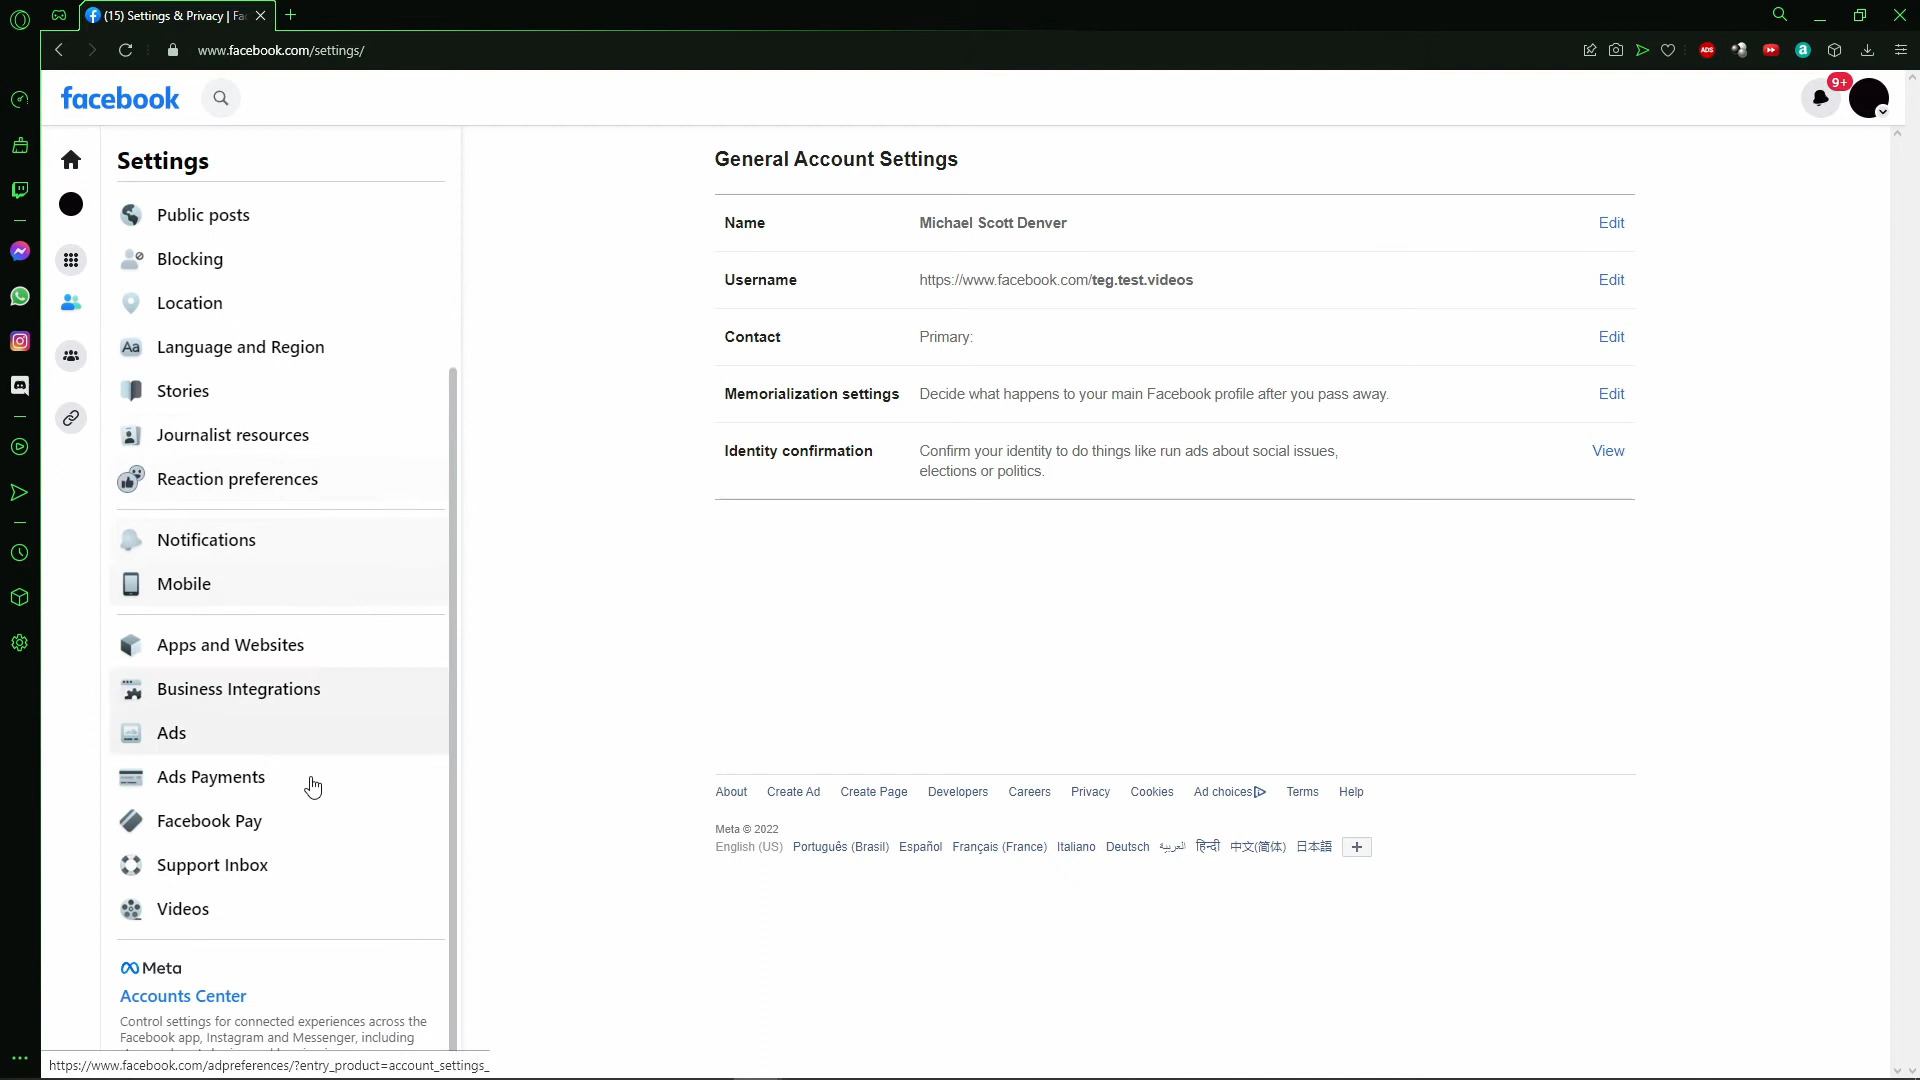 (15) Settings & Privacy | Fac
www.facebook.com/settings/
ADS
a
facebook
9+
Settings
Public posts
Blocking
Location
Aa Language and Region
Stories
Journalist resources
Reaction preferences
Notifications
Mobile
Apps and Websites
Business Integrations
Ads
Ads Payments
Facebook Pay
Support Inbox
Videos
Meta
Accounts Center
Control settings for connected experiences across the
Facebook app, Instagram and Messenger, including
https://www.facebook.com/adpreferences/?entry_product=account_settings_
General Account Settings
Name Michael Scott Denver Edit
Username https://www.facebook.com/teg.test.videos Edit
Contact Primary: Edit
Memorialization settings Decide what happens to your main Facebook profile after you pass away. Edit
Identity confirmation Confirm your identity to do things like run ads about social issues, View
elections or politics.
About Create Ad Create Page Developers Careers Privacy Cookies Ad choices Terms Help
Meta © 2022
English (US) Português (Brasil) Español Français (France) Italiano Deutsch العربية हिन्दी 中文(简体) 日本語 +